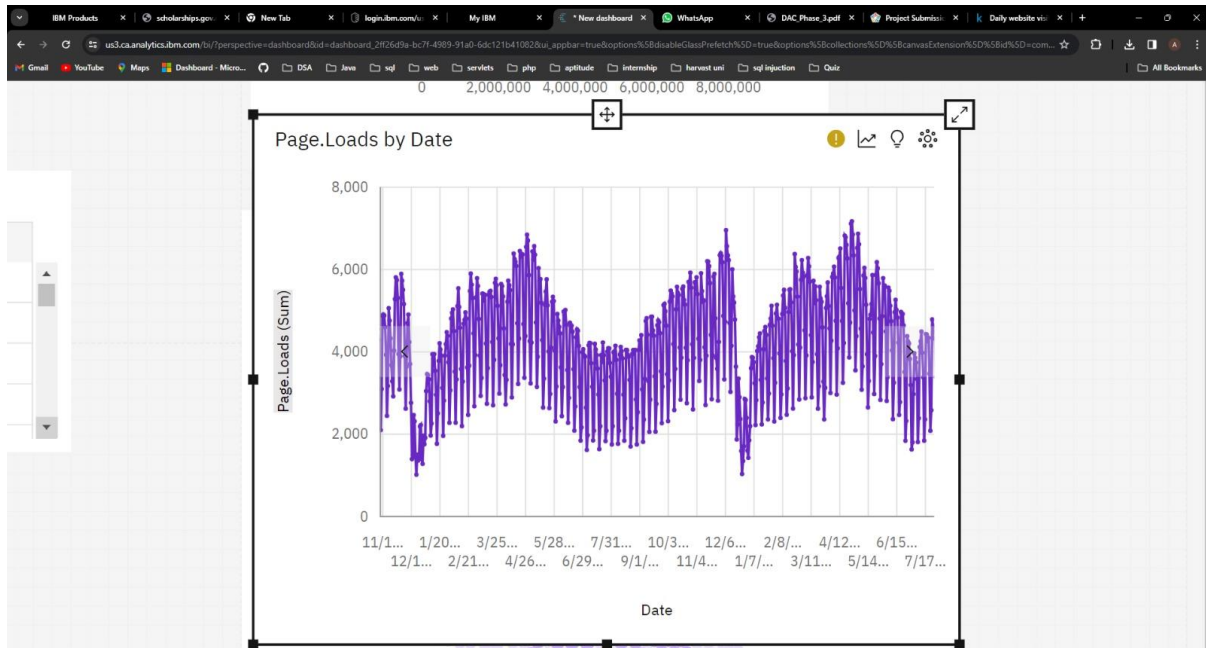 IBM Products scholarships.gov. New Tab login.ibm.com/u My IBM * New dashboard WhatsApp DAC_Phase_3.pdf Project Submissi Daily website vis
us3.ca.analytics.ibm.com/bi/?perspective=dashboard&id=dashboard_2ff26d9a-bc7f-4989-91a0-6dc121b41082&ui_appbar=true&options%5BdisableGlassPrefetch%5D=true&options%5Bcollections%5D%5BcanvasExtension%5D%5Bid%5D=com...
Gmail YouTube Maps Dashboard - Micro... DSA Java sql web servlets php aptitude internship harvast uni sql injuction Quiz All Bookmarks
0 2,000,000 4,000,000 6,000,000 8,000,000
Page.Loads by Date
8,000
6,000
4,000
2,000
0
Page.Loads (Sum)
11/1... 1/20... 3/25... 5/28... 7/31... 10/3... 12/6... 2/8/... 4/12... 6/15...
12/1... 2/21... 4/26... 6/29... 9/1/... 11/4... 1/7/... 3/11... 5/14... 7/17...
Date